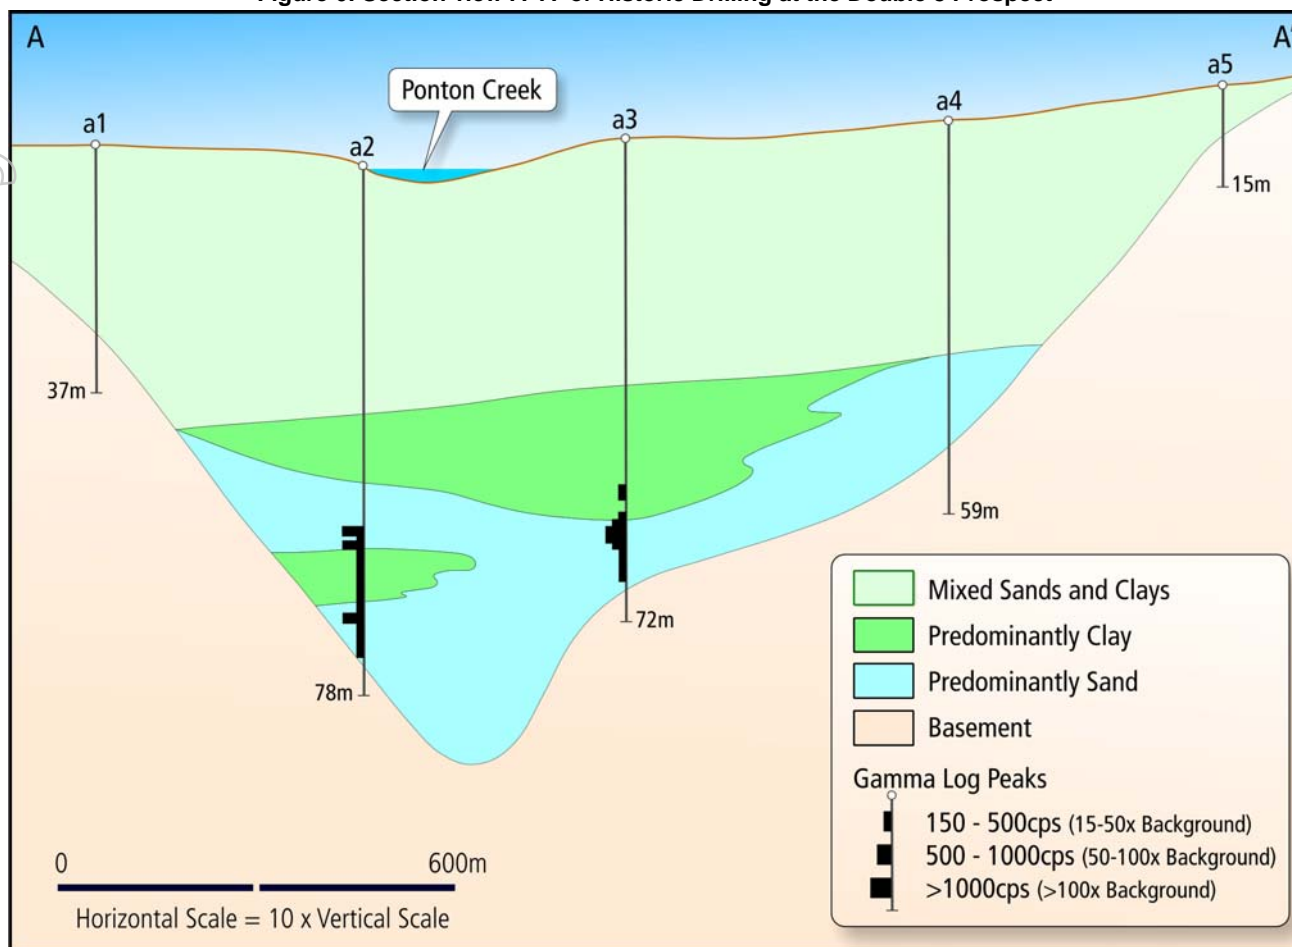 A
A'
a5
Ponton Creek
a4
a1
a3
a2
15m
37m
59m
72m
78m
Mixed Sands and Clays
Predominantly Clay
Predominantly Sand
Basement
Gamma Log Peaks
150 - 500cps (15-50x Background)
500 - 1000cps (50-100x Background)
>1000cps (>100x Background)
0 600m
Horizontal Scale = 10 x Vertical Scale